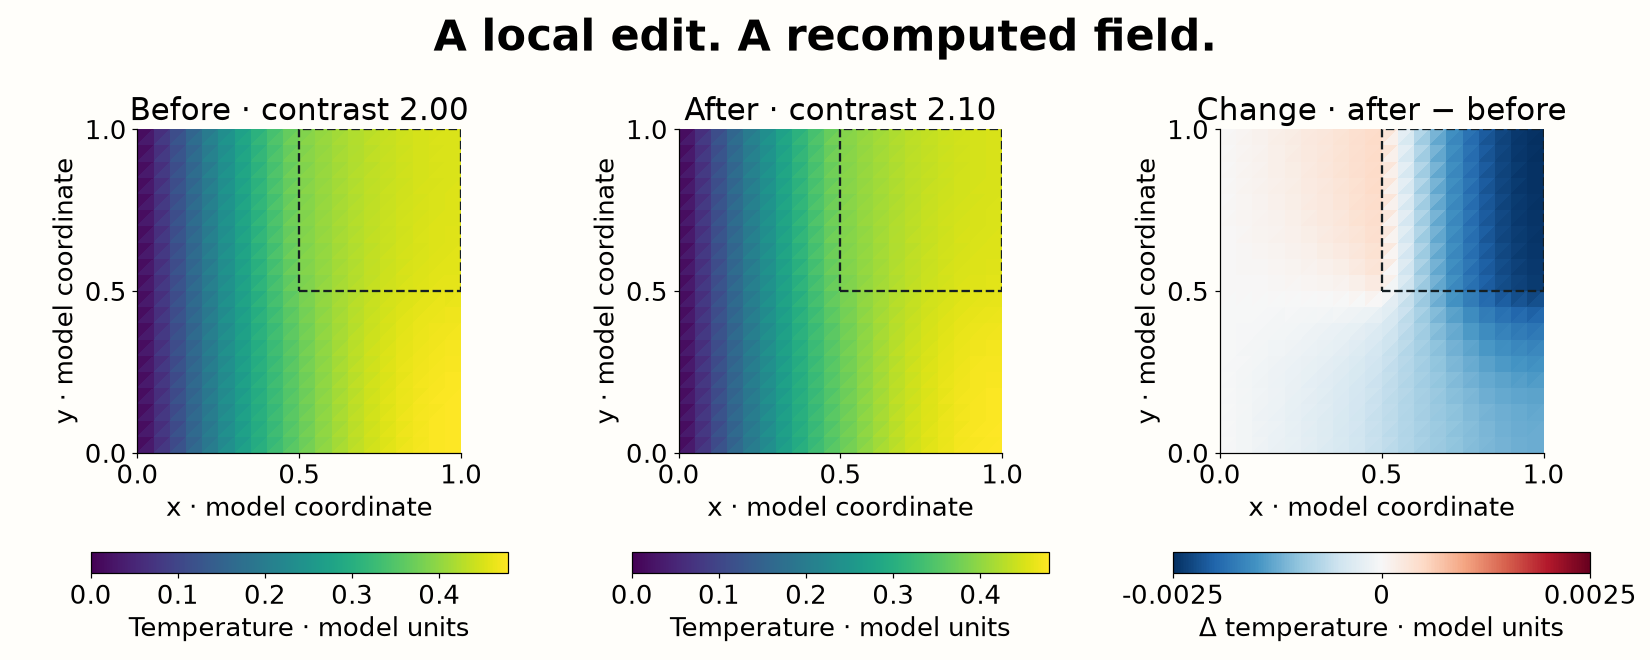 A local edit. A recomputed field.
Before · contrast 2.00
After · contrast 2.10
Change · after − before
1.0
0.5
0.0
y · model coordinate
0.0 0.5 1.0
x · model coordinate
1.0
0.5
0.0
y · model coordinate
0.0 0.5 1.0
x · model coordinate
1.0
0.5
0.0
y · model coordinate
0.0 0.5 1.0
x · model coordinate
0.0 0.1 0.2 0.3 0.4
Temperature · model units
0.0 0.1 0.2 0.3 0.4
Temperature · model units
-0.0025 0 0.0025
Δ temperature · model units